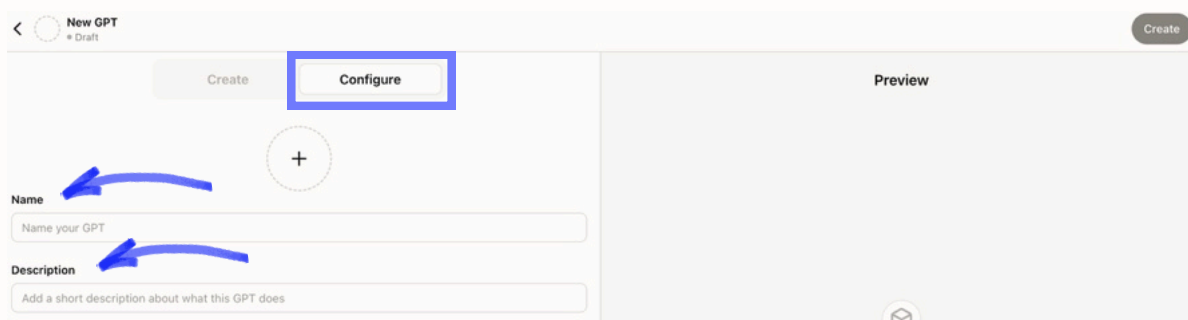 New GPT
Draft
Create
Create
Configure
Preview
Name
Name your GPT
Description
Add a short description about what this GPT does